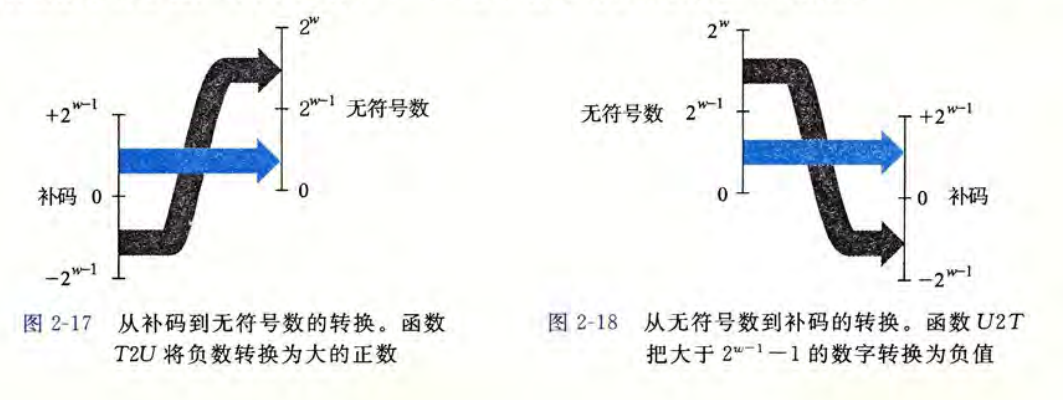 2^w
+2^{w-1}
2^{w-1} 无符号数
补码 0
0
-2^{w-1}
图 2-17 从补码到无符号数的转换。函数
T2U 将负数转换为大的正数
2^w
无符号数 2^{w-1}
+2^{w-1}
0
0 补码
-2^{w-1}
图 2-18 从无符号数到补码的转换。函数 U2T
把大于 2^{w-1}-1 的数字转换为负值